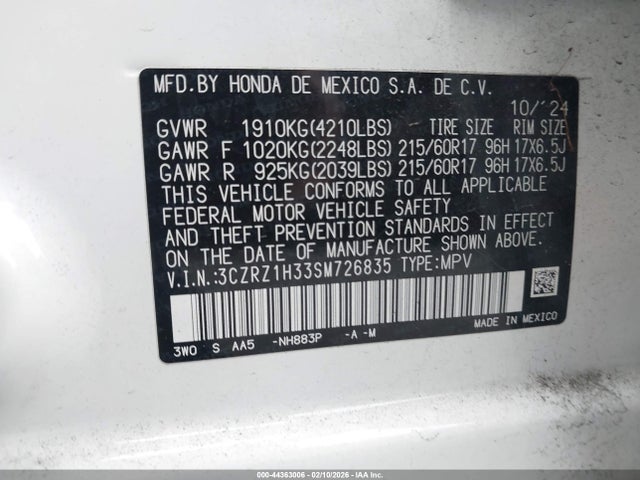 MFD.BY HONDA DE MEXICO S.A. DE C.V.
10/'24
GVWR 1910KG(4210LBS) TIRE SIZE RIM SIZE
GAWR F 1020KG(2248LBS) 215/60R17 96H 17X6.5J
GAWR R 925KG(2039LBS) 215/60R17 96H 17X6.5J
THIS VEHICLE CONFORMS TO ALL APPLICABLE
FEDERAL MOTOR VEHICLE SAFETY
AND THEFT PREVENTION STANDARDS IN EFFECT
ON THE DATE OF MANUFACTURE SHOWN ABOVE.
V.I.N.:3CZRZ1H33SM726835 TYPE:MPV
3W0 S AA5 -NH883P -A -M
MADE IN MEXICO
000-44363006 - 02/10/2026 - IAA Inc.